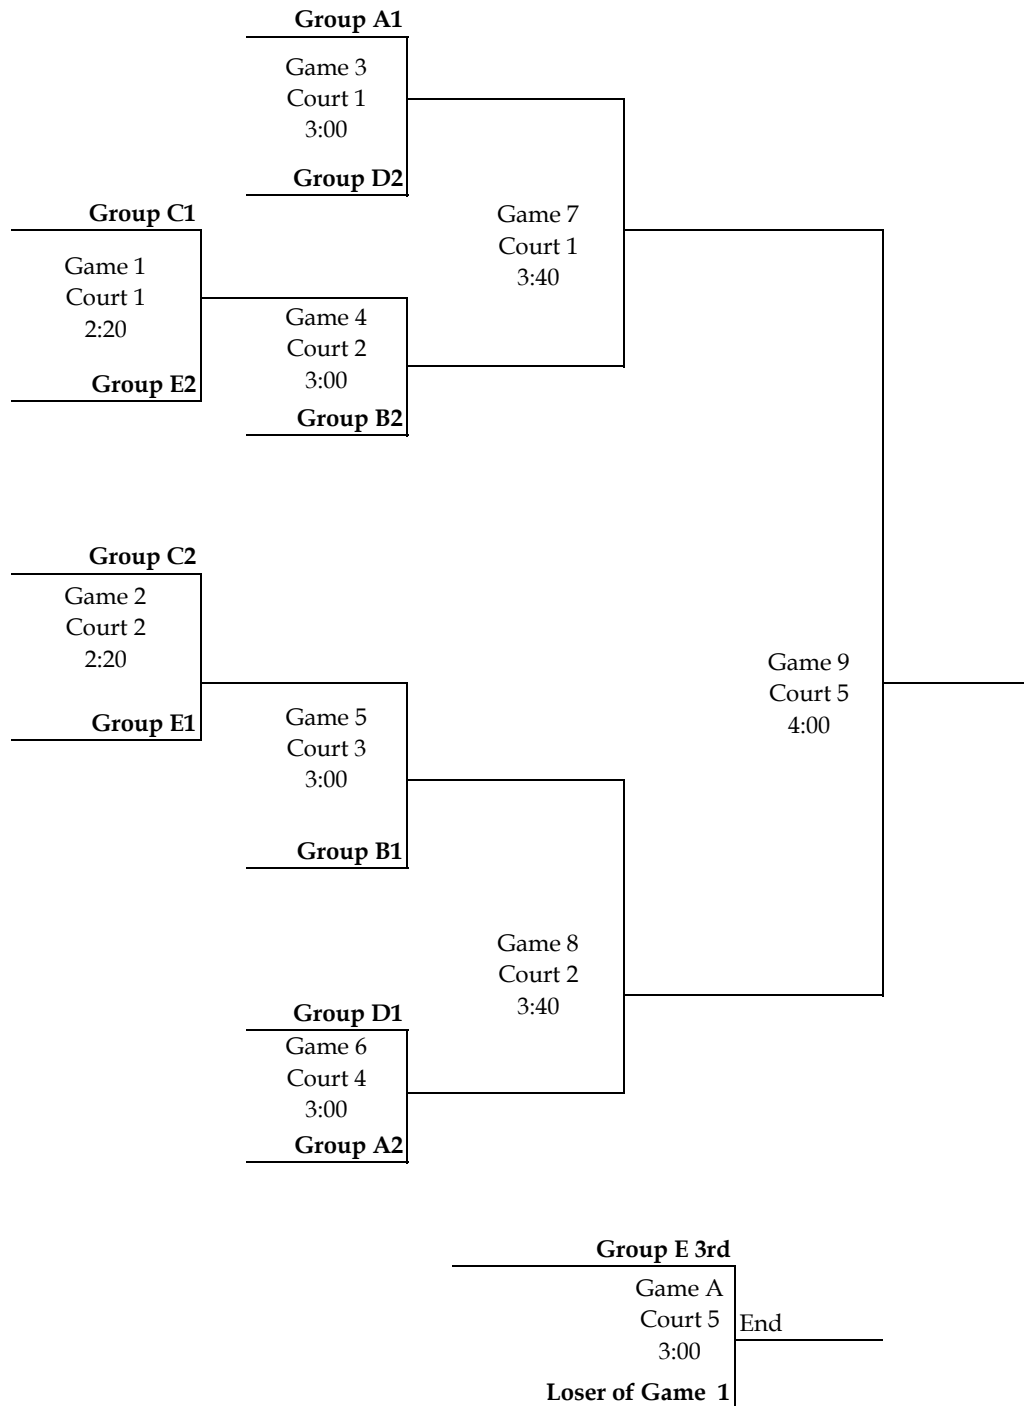 Group A1
Game 3
Court 1
3:00
Group D2
Group C1
Game 1
Court 1
2:20
Group E2
Game 4
Court 2
3:00
Group B2
Game 7
Court 1
3:40
Group C2
Game 2
Court 2
2:20
Group E1
Game 5
Court 3
3:00
Group B1
Game 9
Court 5
4:00
Game 8
Court 2
3:40
Group D1
Game 6
Court 4
3:00
Group A2
Group E 3rd
Game A
Court 5
3:00
End
Loser of Game 1